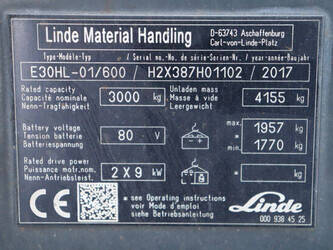 Linde Material Handling
D-63743 Aschaffenburg
Carl-von-Linde-Platz
Type-Modèle-Typ / Serial no./No. de série-Serien-Nr. / year-année-Baujahr
E30HL-01/600 / H2X387H01102 / 2017
Rated capacity
Capacité nominale
Nenn-Tragfähigkeit
3000 kg
Unladen mass
Masse à vide
Leergewicht
4155 kg
Battery voltage
Tension batterie
Batteriespannung
80 V
max 1957 kg
min 1770 kg
Rated drive power
Puissance motor.nom
Nenn-Antriebsleist.
2 X 9 kW
* kg
CE
* see Operating instructions
voir Mode d'emploi
siehe Betriebsanleitung
Linde
000 938 45 25